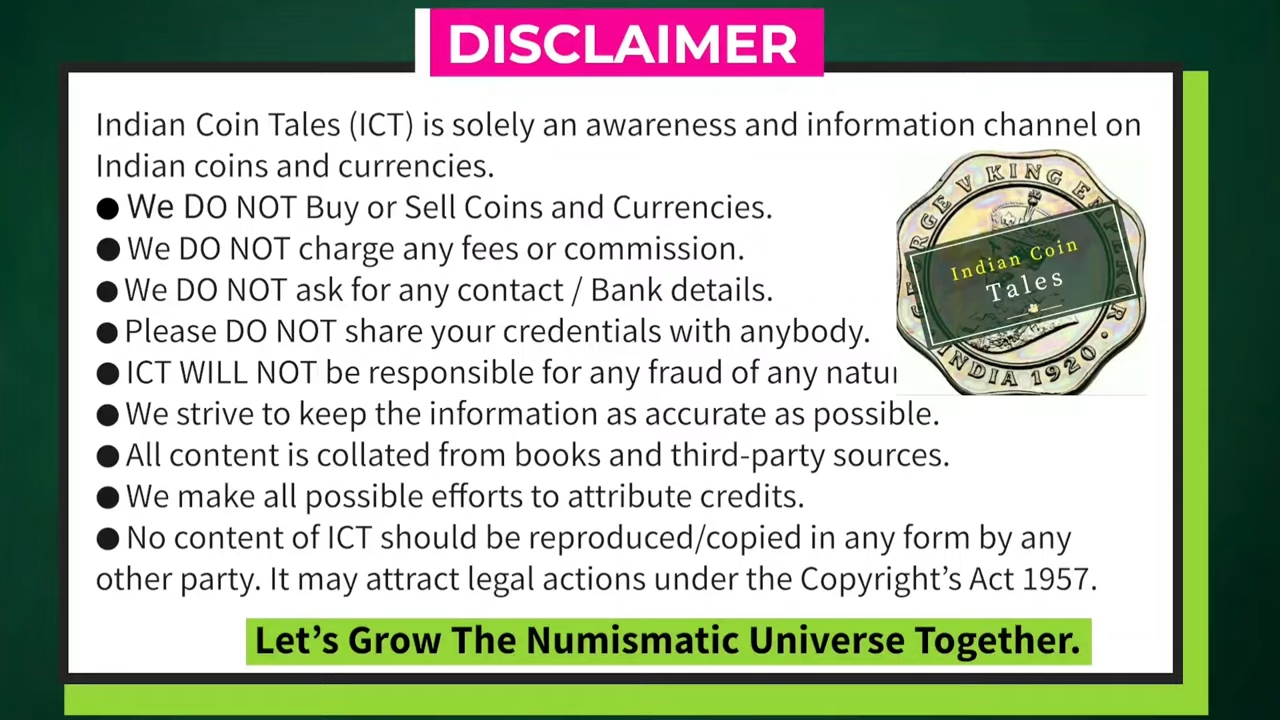 DISCLAIMER
Indian Coin Tales (ICT) is solely an awareness and information channel on
Indian coins and currencies.
● We DO NOT Buy or Sell Coins and Currencies.
● We DO NOT charge any fees or commission.
● We DO NOT ask for any contact / Bank details.
● Please DO NOT share your credentials with anybody.
● ICT WILL NOT be responsible for any fraud of any natur
● We strive to keep the information as accurate as possible.
● All content is collated from books and third-party sources.
● We make all possible efforts to attribute credits.
● No content of ICT should be reproduced/copied in any form by any
other party. It may attract legal actions under the Copyright's Act 1957.
V KING
INDIA 1920
Indian Coin
Tales
Let's Grow The Numismatic Universe Together.